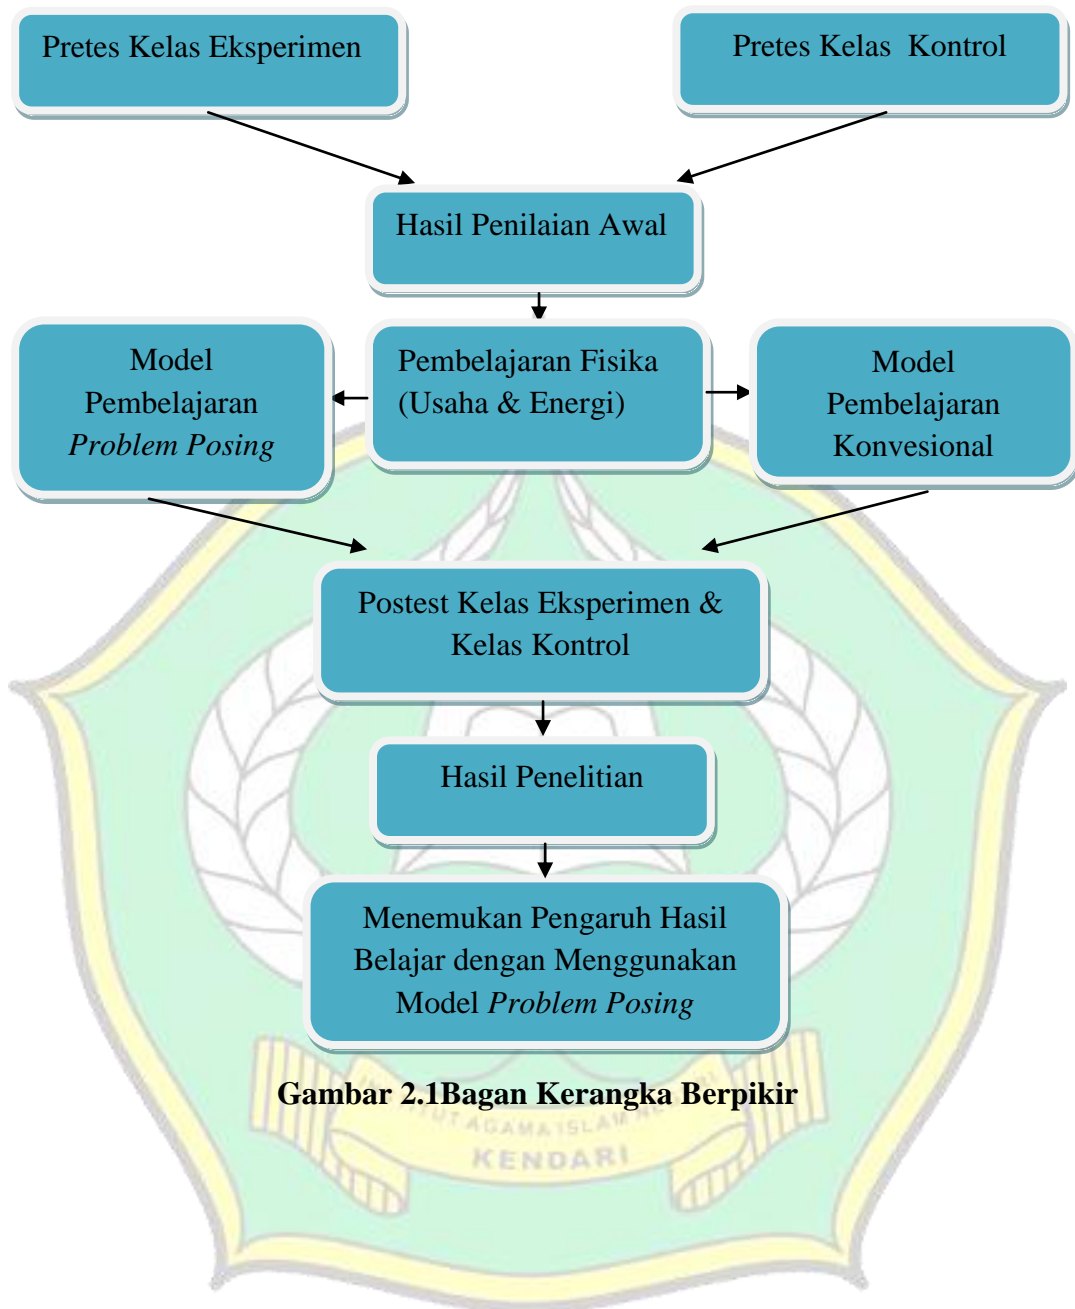 Pretes Kelas Eksperimen
Pretes Kelas Kontrol
Hasil Penilaian Awal
Model
Pembelajaran
Problem Posing
Pembelajaran Fisika
(Usaha & Energi)
Model
Pembelajaran
Konvesional
Postest Kelas Eksperimen &
Kelas Kontrol
Hasil Penelitian
Menemukan Pengaruh Hasil
Belajar dengan Menggunakan
Model Problem Posing
Gambar 2.1Bagan Kerangka Berpikir
AGAMA ISLAM
KENDARI